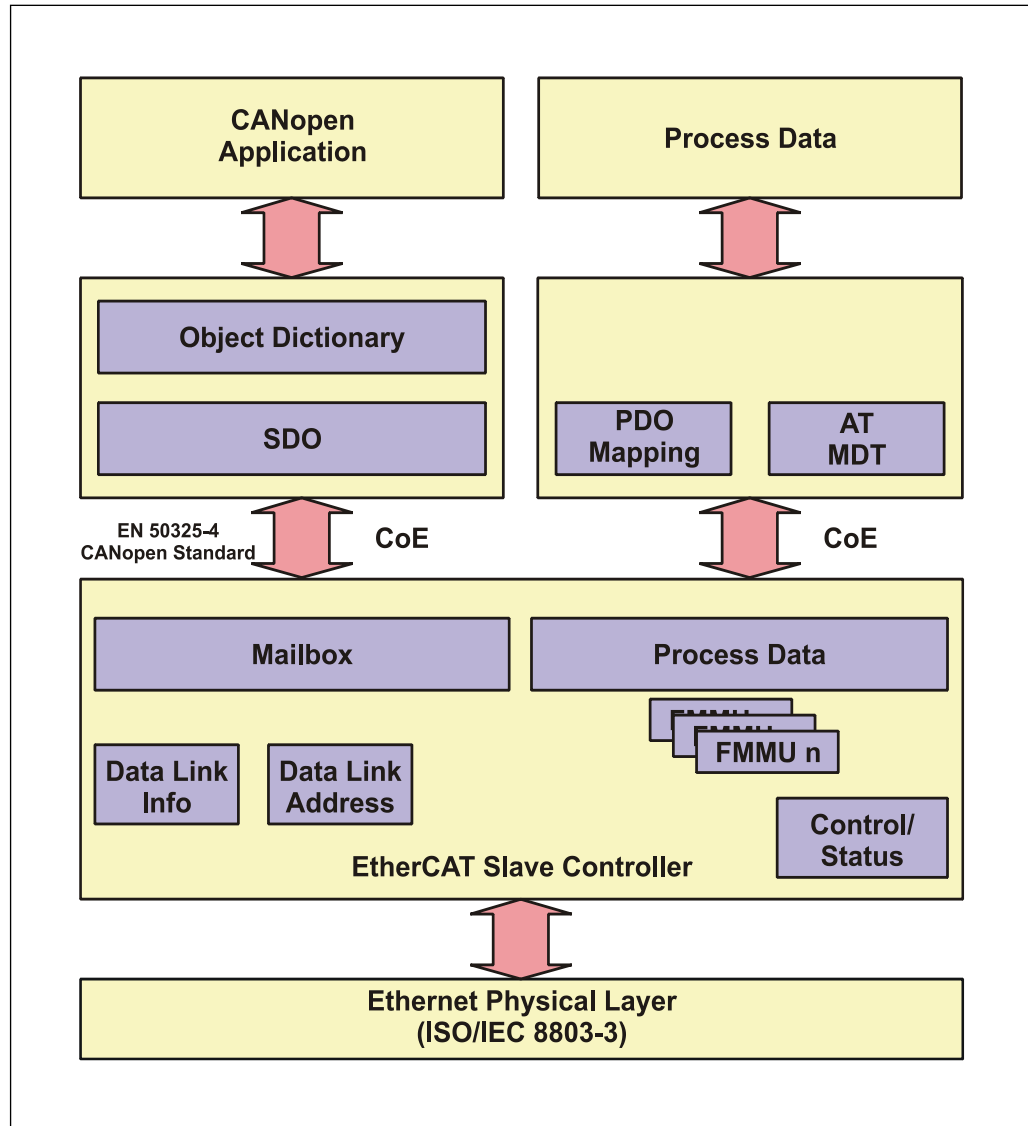 CANopen
Application
Process Data
Object Dictionary
SDO
PDO
Mapping
AT
MDT
EN 50325-4
CANopen Standard
CoE
CoE
Mailbox
Process Data
FMMU
FMMU
FMMU n
Data Link
Info
Data Link
Address
Control/
Status
EtherCAT Slave Controller
Ethernet Physical Layer
(ISO/IEC 8803-3)